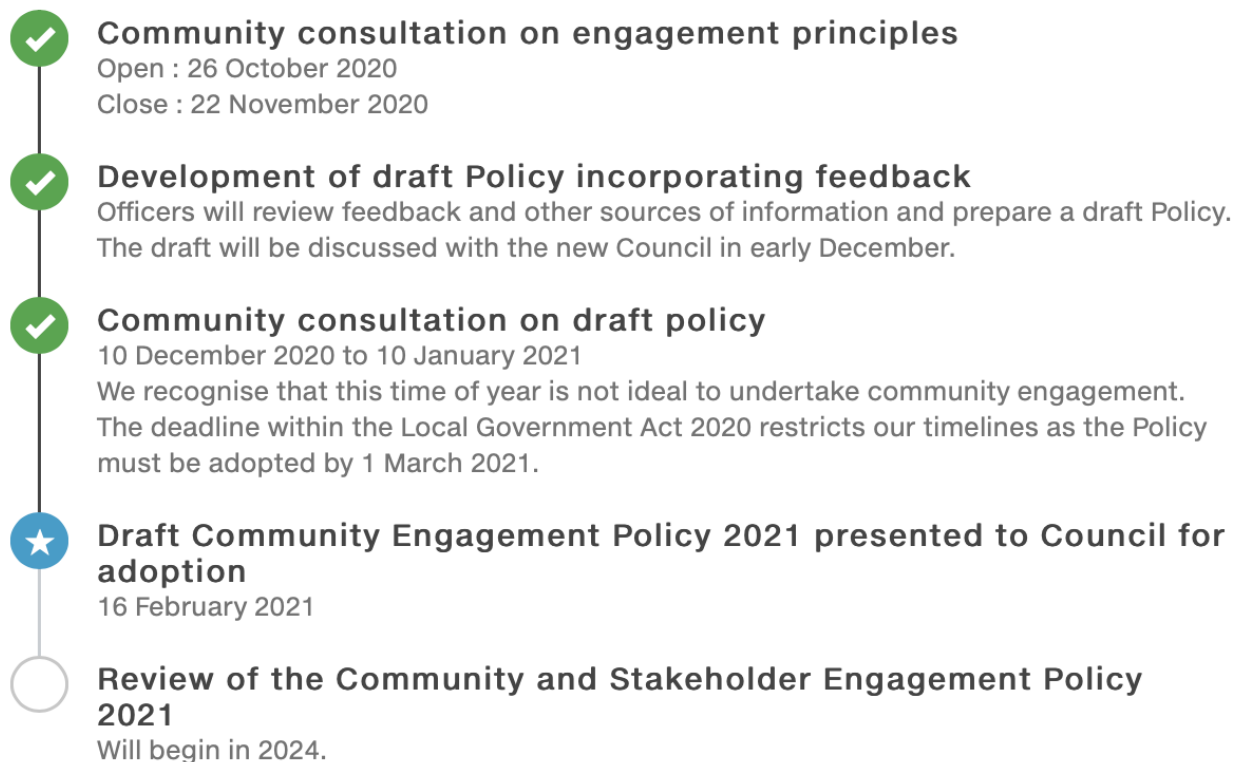 Community consultation on engagement principles
Open : 26 October 2020
Close : 22 November 2020
Development of draft Policy incorporating feedback
Officers will review feedback and other sources of information and prepare a draft Policy.
The draft will be discussed with the new Council in early December.
Community consultation on draft policy
10 December 2020 to 10 January 2021
We recognise that this time of year is not ideal to undertake community engagement.
The deadline within the Local Government Act 2020 restricts our timelines as the Policy
must be adopted by 1 March 2021.
Draft Community Engagement Policy 2021 presented to Council for
adoption
16 February 2021
Review of the Community and Stakeholder Engagement Policy
2021
Will begin in 2024.